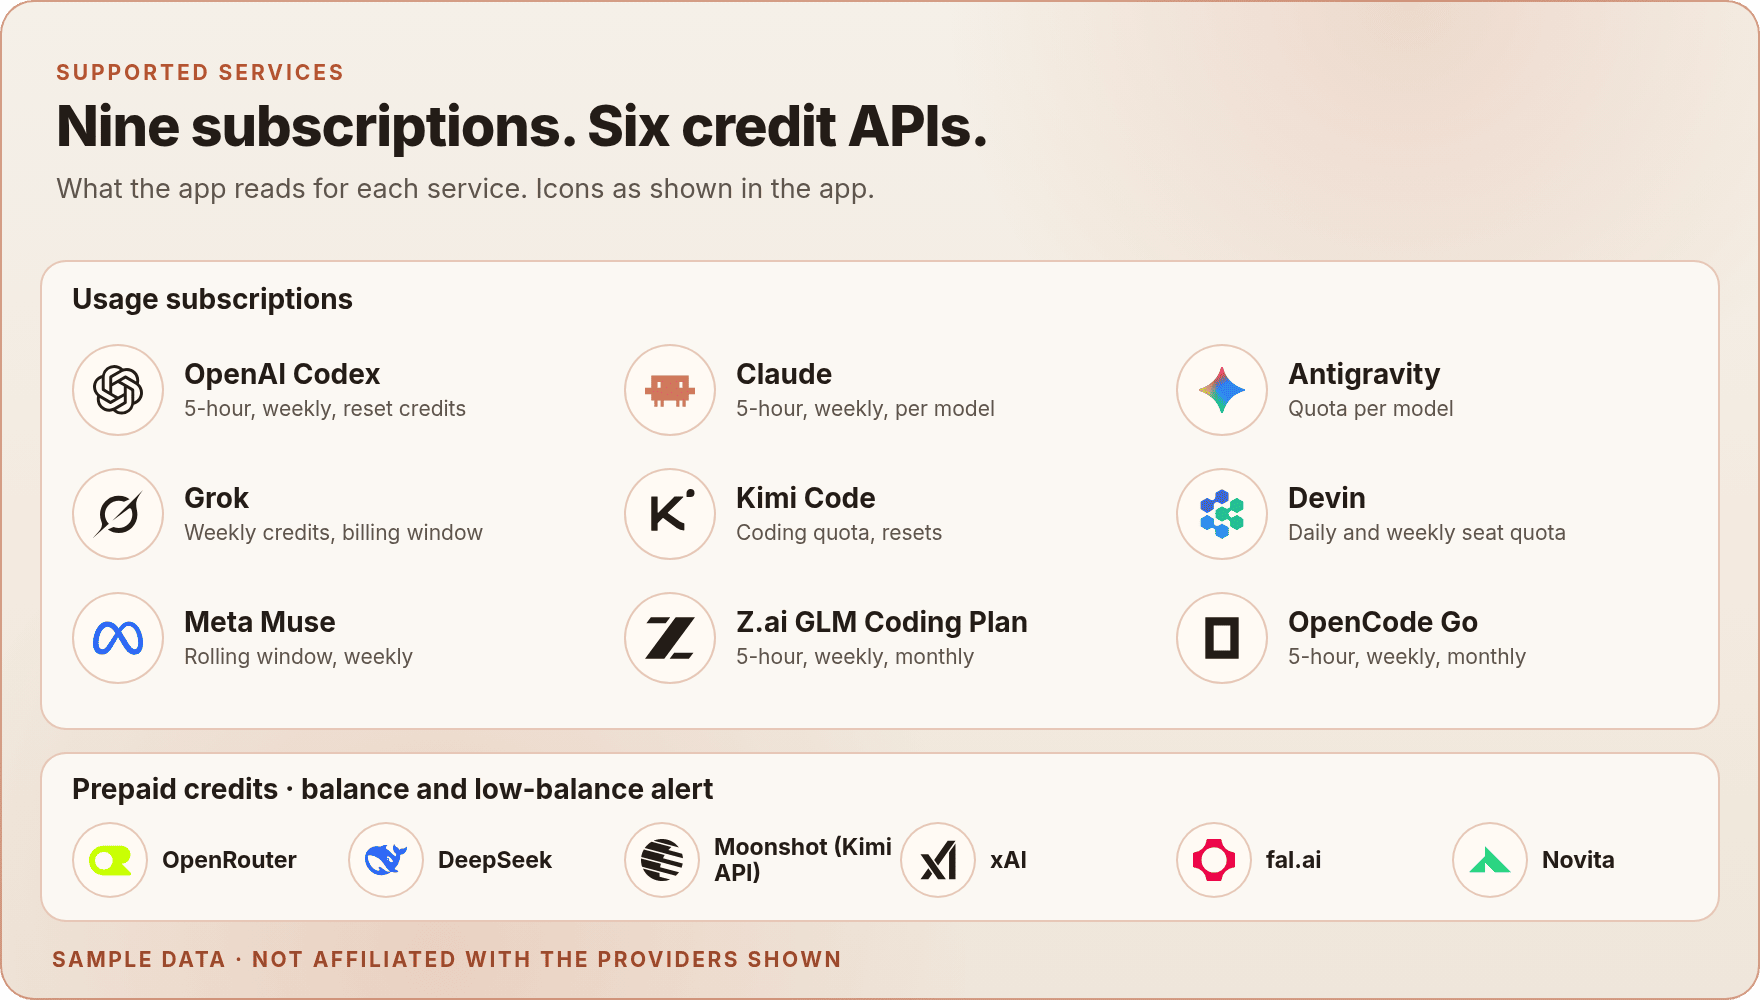 SUPPORTED SERVICES
Nine subscriptions. Six credit APIs.
What the app reads for each service. Icons as shown in the app.
Usage subscriptions
OpenAI Codex
5-hour, weekly, reset credits
Claude
5-hour, weekly, per model
Antigravity
Quota per model
Grok
Weekly credits, billing window
Kimi Code
Coding quota, resets
Devin
Daily and weekly seat quota
Meta Muse
Rolling window, weekly
Z.ai GLM Coding Plan
5-hour, weekly, monthly
OpenCode Go
5-hour, weekly, monthly
Prepaid credits · balance and low-balance alert
OpenRouter
DeepSeek
Moonshot (Kimi
API)
xAI
fal.ai
Novita
SAMPLE DATA · NOT AFFILIATED WITH THE PROVIDERS SHOWN